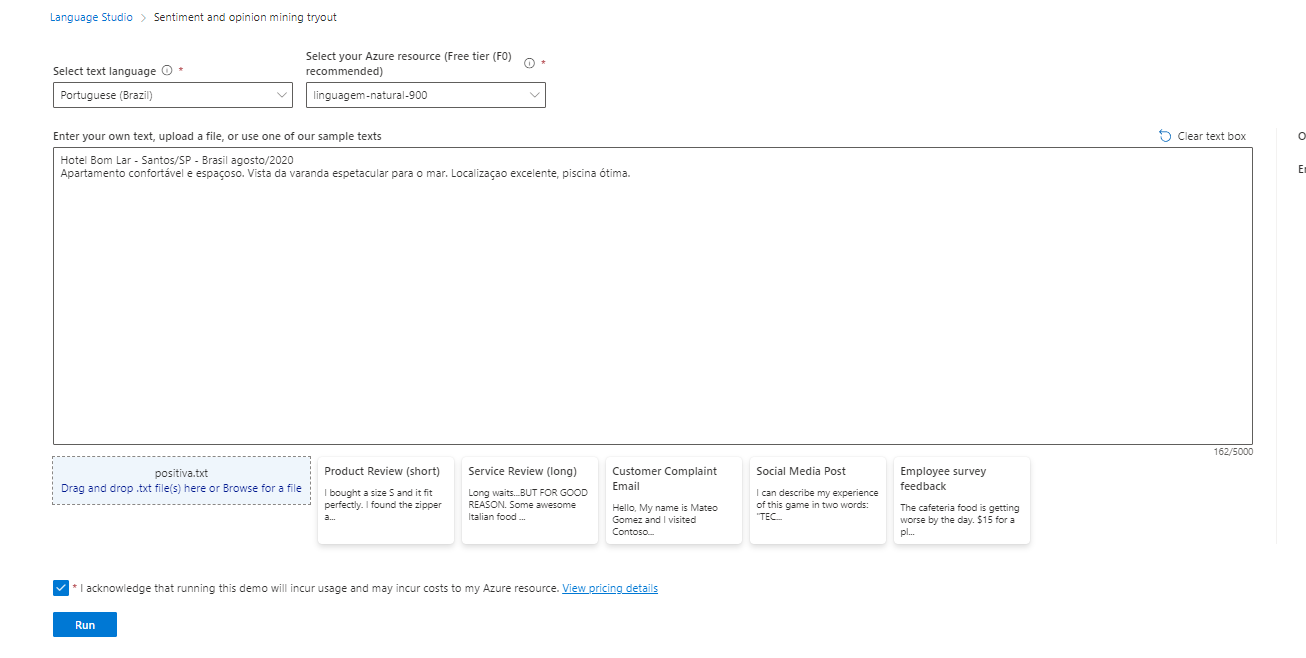 Language Studio > Sentiment and opinion mining tryout
Select your Azure resource (Free tier (F0)
recommended) *
Select text language *
Portuguese (Brazil)
linguagem-natural-900
Enter your own text, upload a file, or use one of our sample texts
Clear text box
Hotel Bom Lar - Santos/SP - Brasil agosto/2020
Apartamento confortável e espaçoso. Vista da varanda espetacular para o mar. Localizaçao excelente, piscina ótima.
162/5000
positiva.txt
Drag and drop .txt file(s) here or Browse for a file
Product Review (short)
I bought a size S and it fit
perfectly. I found the zipper
a...
Service Review (long)
Long waits...BUT FOR GOOD
REASON. Some awesome
Italian food ...
Customer Complaint
Email
Hello, My name is Mateo
Gomez and I visited
Contoso...
Social Media Post
I can describe my experience
of this game in two words:
"TEC...
Employee survey
feedback
The cafeteria food is getting
worse by the day. $15 for a
pl...
* I acknowledge that running this demo will incur usage and may incur costs to my Azure resource. View pricing details
Run